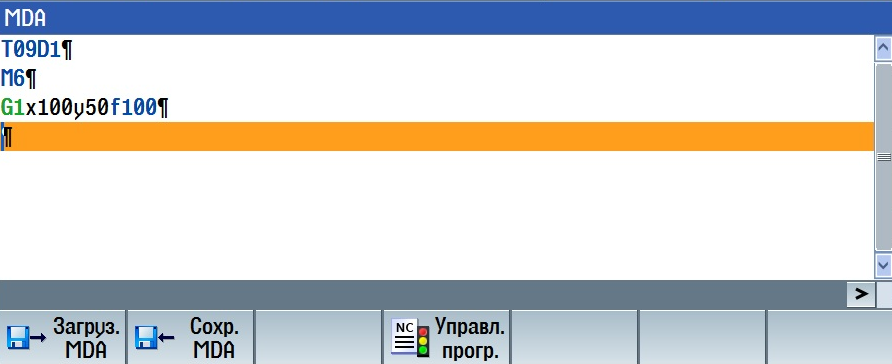 MDA
T09D1¶
M6¶
G1x100y50f100¶
¶
>
Загруз.
MDA
Сохр.
MDA
NC
Управл.
прогр.